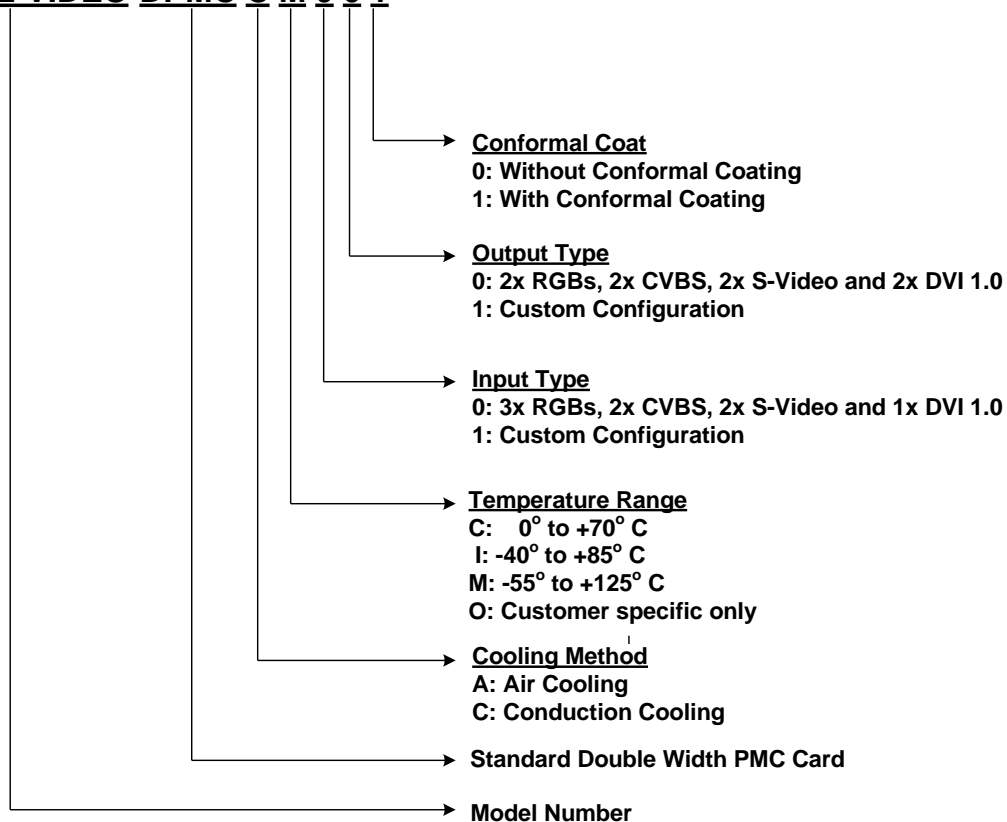 Conformal Coat
0: Without Conformal Coating
1: With Conformal Coating
Output Type
0: 2x RGBs, 2x CVBS, 2x S-Video and 2x DVI 1.0
1: Custom Configuration
Input Type
0: 3x RGBs, 2x CVBS, 2x S-Video and 1x DVI 1.0
1: Custom Configuration
Temperature Range
C: 0° to +70° C
I: -40° to +85° C
M: -55° to +125° C
O: Customer specific only
Cooling Method
A: Air Cooling
C: Conduction Cooling
Standard Double Width PMC Card
Model Number